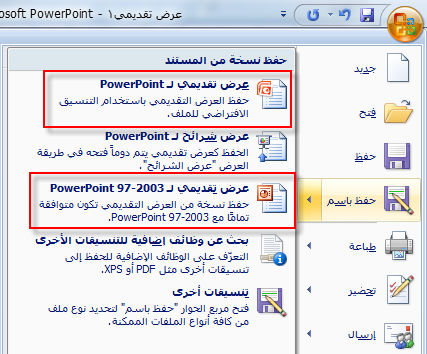 عرض تقديمي١ - osoft PowerPoint
جديد
فتح
حفظ
حفظ باسم
طباعة
تحضير
إرسال
حفظ نسخة من المستند
عرض تقديمي لـ PowerPoint
حفظ العرض التقديمي باستخدام التنسيق
الافتراضي للملف.
عرض شرائح لـ PowerPoint
الحفظ كعرض تقديمي يتم دوماً فتحه في طريقة
العرض "عرض الشرائح".
عرض تقديمي لـ PowerPoint 97-2003
حفظ نسخة من العرض التقديمي تكون متوافقة
تمامًا مع PowerPoint 97-2003.
بحث عن وظائف إضافية للتنسيقات الأخرى
التعرّف على الوظائف الإضافية للحفظ إلى
تنسيقات أخرى مثل PDF أو XPS.
تنسيقات أخرى
فتح مربع الحوار "حفظ باسم" لتحديد نوع ملف
من كافة أنواع الملفات الممكنة.